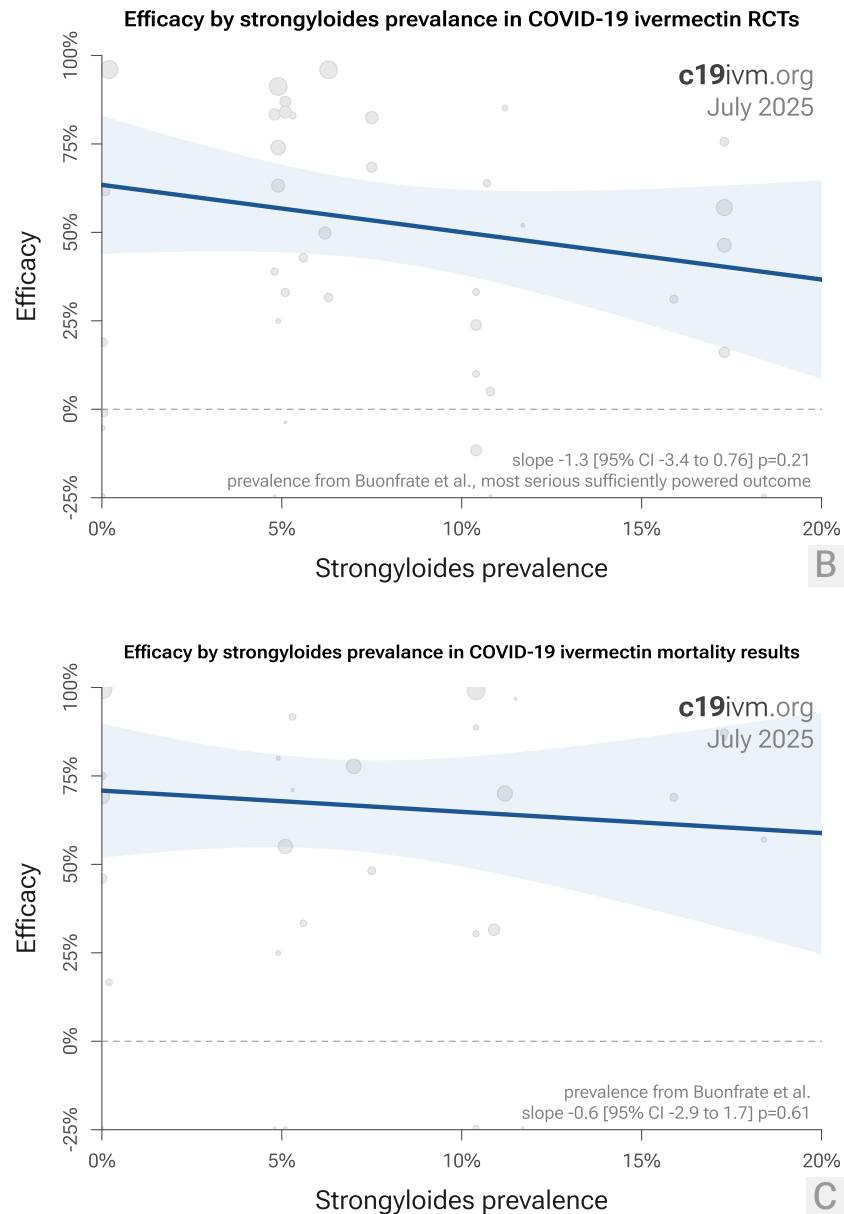 Efficacy by strongyloides prevalance in COVID-19 ivermectin RCTs
c19ivm.org
July 2025
100%
75%
50%
25%
0%
-25%
Efficacy
slope -1.3 [95% CI -3.4 to 0.76] p=0.21
prevalence from Buonfrate et al., most serious sufficiently powered outcome
0% 5% 10% 15% 20%
Strongyloides prevalence
B
Efficacy by strongyloides prevalance in COVID-19 ivermectin mortality results
c19ivm.org
July 2025
100%
75%
50%
25%
0%
-25%
Efficacy
prevalence from Buonfrate et al.
slope -0.6 [95% CI -2.9 to 1.7] p=0.61
0% 5% 10% 15% 20%
Strongyloides prevalence
C